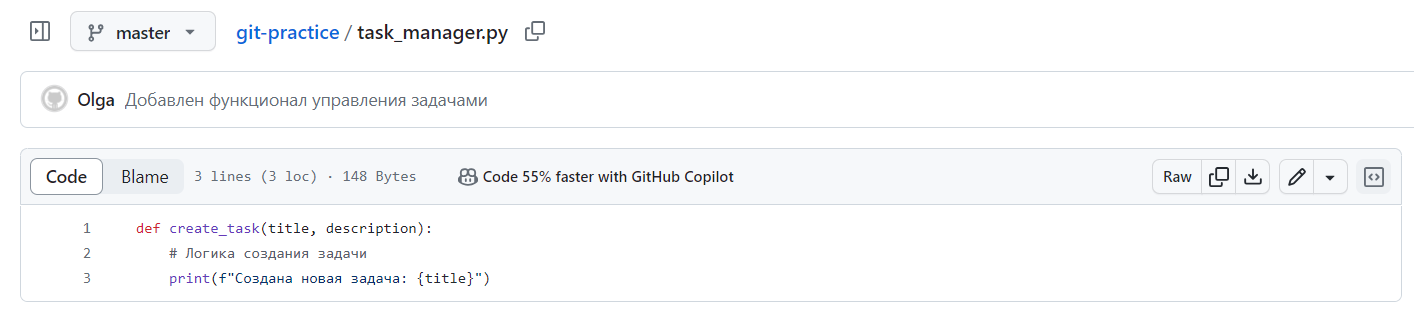 master git-practice / task_manager.py
Olga Добавлен функционал управления задачами
Code Blame 3 lines (3 loc) · 148 Bytes Code 55% faster with GitHub Copilot Raw
1 def create_task(title, description):
2 # Логика создания задачи
3 print(f"Создана новая задача: {title}")